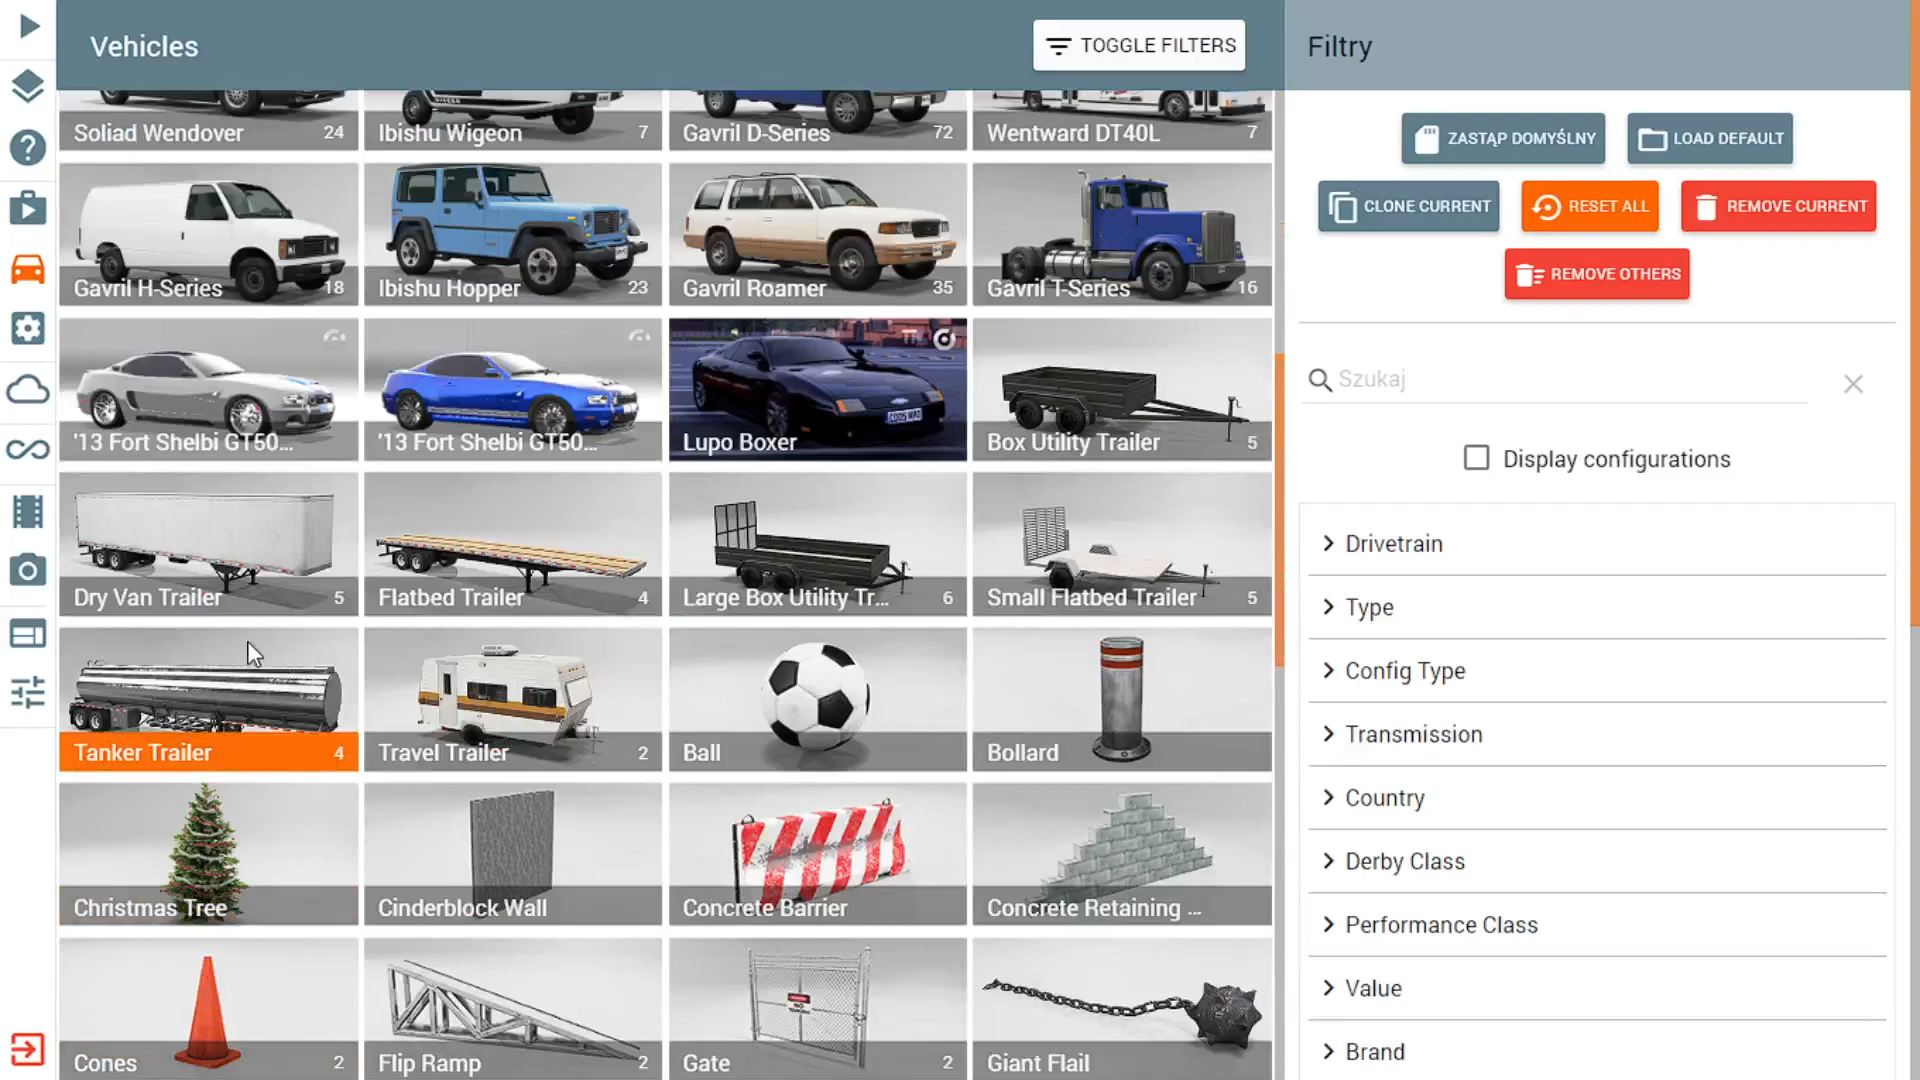 Vehicles
TOGGLE FILTERS
Filtry
Soliad Wendover 24
Ibishu Wigeon 7
Gavril D-Series 72
Wentward DT40L 7
ZASTĄP DOMYŚLNY
LOAD DEFAULT
CLONE CURRENT
RESET ALL
REMOVE CURRENT
REMOVE OTHERS
Gavril H-Series 18
Ibishu Hopper 23
Gavril Roamer 35
Gavril T-Series 16
Szukaj
Display configurations
'13 Fort Shelbi GT50...
'13 Fort Shelbi GT50...
Lupo Boxer
Box Utility Trailer 5
Dry Van Trailer 5
Flatbed Trailer 4
Large Box Utility Tr... 6
Small Flatbed Trailer 5
Tanker Trailer 4
Travel Trailer 2
Ball
Bollard
Christmas Tree
Cinderblock Wall
Concrete Barrier
Concrete Retaining ...
Cones 2
Flip Ramp 2
Gate 2
Giant Flail
Drivetrain
Type
Config Type
Transmission
Country
Derby Class
Performance Class
Value
Brand